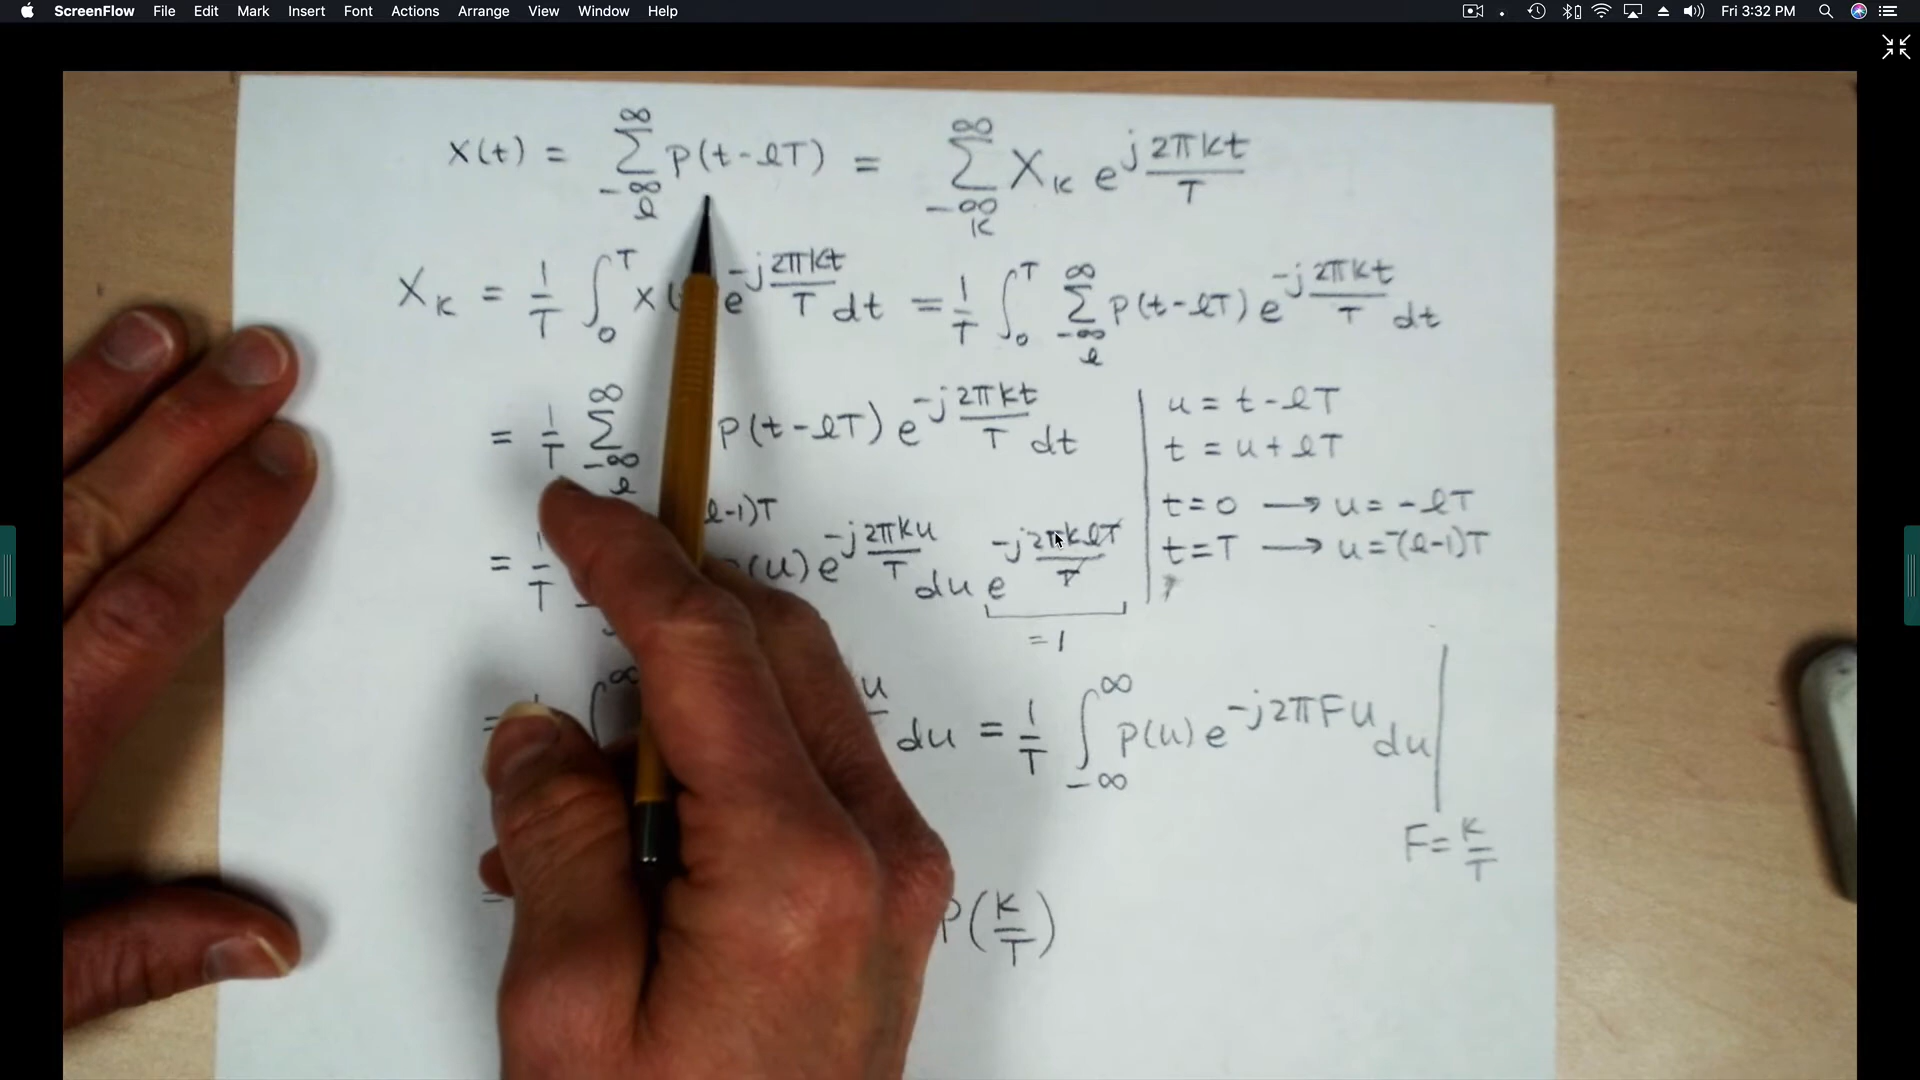 ScreenFlow File Edit Mark Insert Font Actions Arrange View Window Help Fri 3:32 PM
x(t) = ∞ Σ -∞ l p(t-lT) = ∞ Σ -∞ k X_k e^{j 2πkt/T}
X_k = 1/T ∫_0^T x( e^{-j 2πkt/T} dt = 1/T ∫_0^T ∞ Σ -∞ l p(t-lT) e^{-j 2πkt/T} dt
= 1/T ∞ Σ -∞ l p(t-lT) e^{-j 2πkt/T} dt
u = t-lT
t = u+lT
t=0 → u = -lT
t=T → u = -(l-1)T
= 1/T l-1)T (u) e^{-j 2πku/T} du e^{-j 2πklT/T}
= 1
= ∫ ∞ u du = 1/T ∫_{-∞}^{∞} p(u) e^{-j2πFu} du |
F = k/T
= P(k/T)